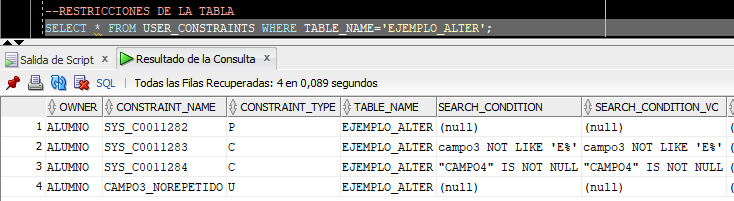 --RESTRICCIONES DE LA TABLA
SELECT * FROM USER_CONSTRAINTS WHERE TABLE_NAME='EJEMPLO_ALTER';
Salida de Script x Resultado de la Consulta x
SQL | Todas las Filas Recuperadas: 4 en 0,089 segundos
OWNER CONSTRAINT_NAME CONSTRAINT_TYPE TABLE_NAME SEARCH_CONDITION SEARCH_CONDITION_VC
1 ALUMNO SYS_C0011282 P EJEMPLO_ALTER (null) (null) (
2 ALUMNO SYS_C0011283 C EJEMPLO_ALTER campo3 NOT LIKE 'E%' campo3 NOT LIKE 'E%' (
3 ALUMNO SYS_C0011284 C EJEMPLO_ALTER "CAMPO4" IS NOT NULL "CAMPO4" IS NOT NULL (
4 ALUMNO CAMPO3_NOREPETIDO U EJEMPLO_ALTER (null) (null) (